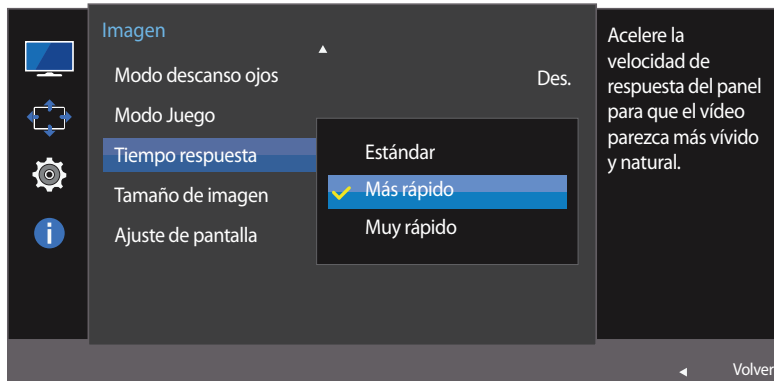 Imagen
Modo descanso ojos Des.
Modo Juego
Tiempo respuesta
Tamaño de imagen
Ajuste de pantalla
Estándar
Más rápido
Muy rápido
Acelere la
velocidad de
respuesta del panel
para que el vídeo
parezca más vívido
y natural.
Volver